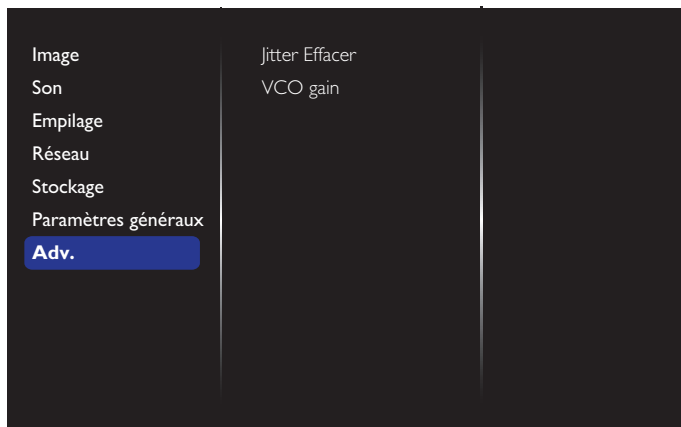 Image
Son
Empilage
Réseau
Stockage
Paramètres généraux
Adv.
Jitter Effacer
VCO gain